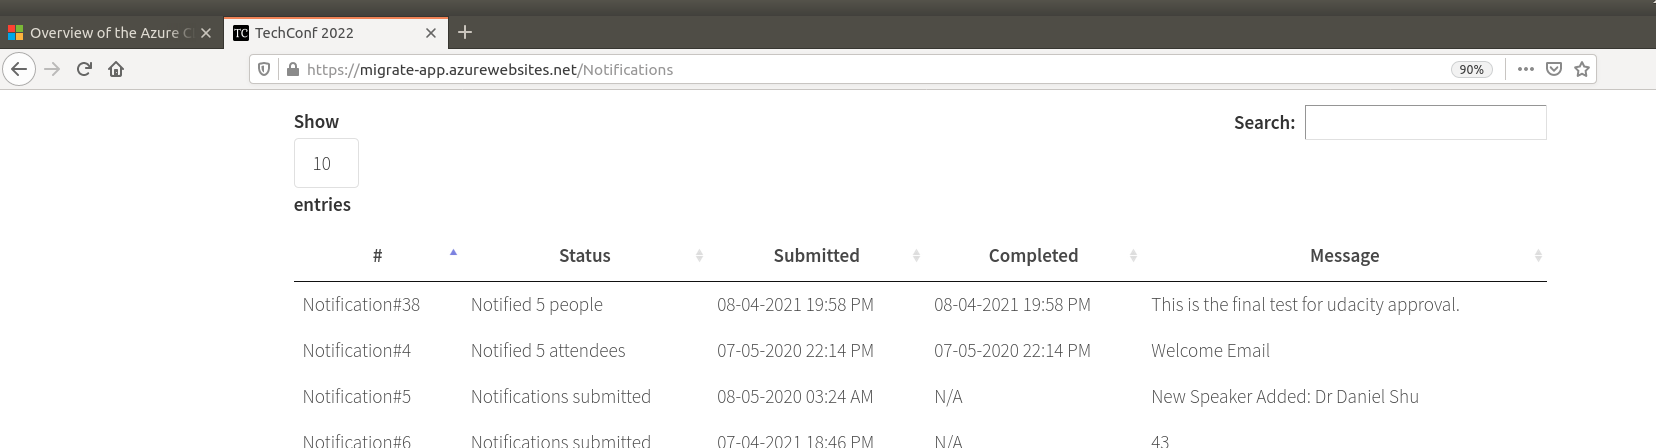 Overview of the Azure C
TC TechConf 2022
https://migrate-app.azurewebsites.net/Notifications 90%
Show
10
entries
Search:
# Status Submitted Completed Message
Notification#38 Notified 5 people 08-04-2021 19:58 PM 08-04-2021 19:58 PM This is the final test for udacity approval.
Notification#4 Notified 5 attendees 07-05-2020 22:14 PM 07-05-2020 22:14 PM Welcome Email
Notification#5 Notifications submitted 08-05-2020 03:24 AM N/A New Speaker Added: Dr Daniel Shu
Notification#6 Notifications submitted 07-04-2021 18:46 PM N/A 43